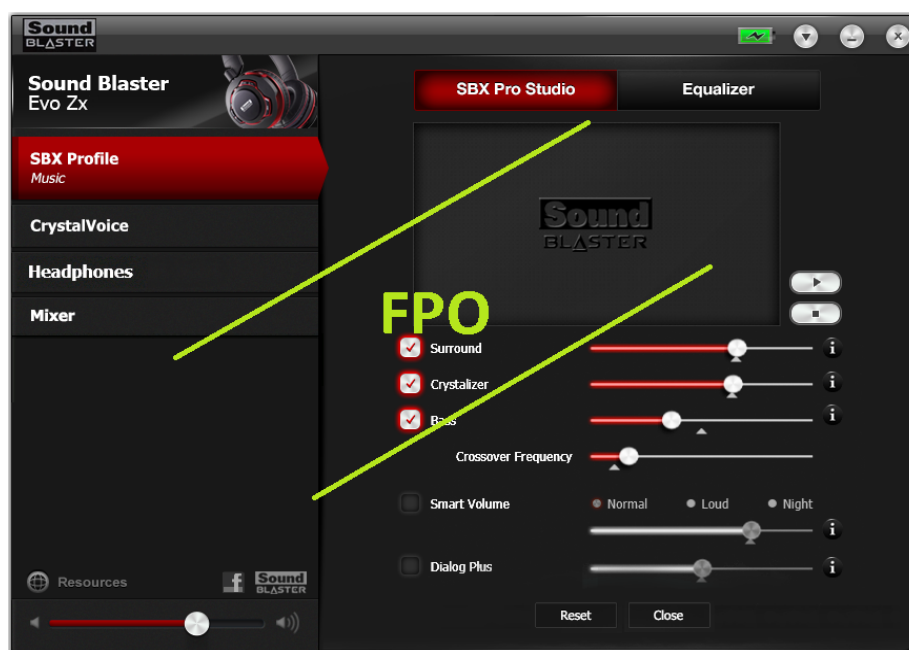 Sound
BLASTER
Sound Blaster
Evo Zx
SBX Profile
Music
CrystalVoice
Headphones
Mixer
Resources
f Sound
BLASTER
SBX Pro Studio Equalizer
Sound
BLASTER
FPO
Surround i
Crystalizer i
Bass i
Crossover Frequency
Smart Volume Normal Loud Night
i
Dialog Plus i
Reset Close